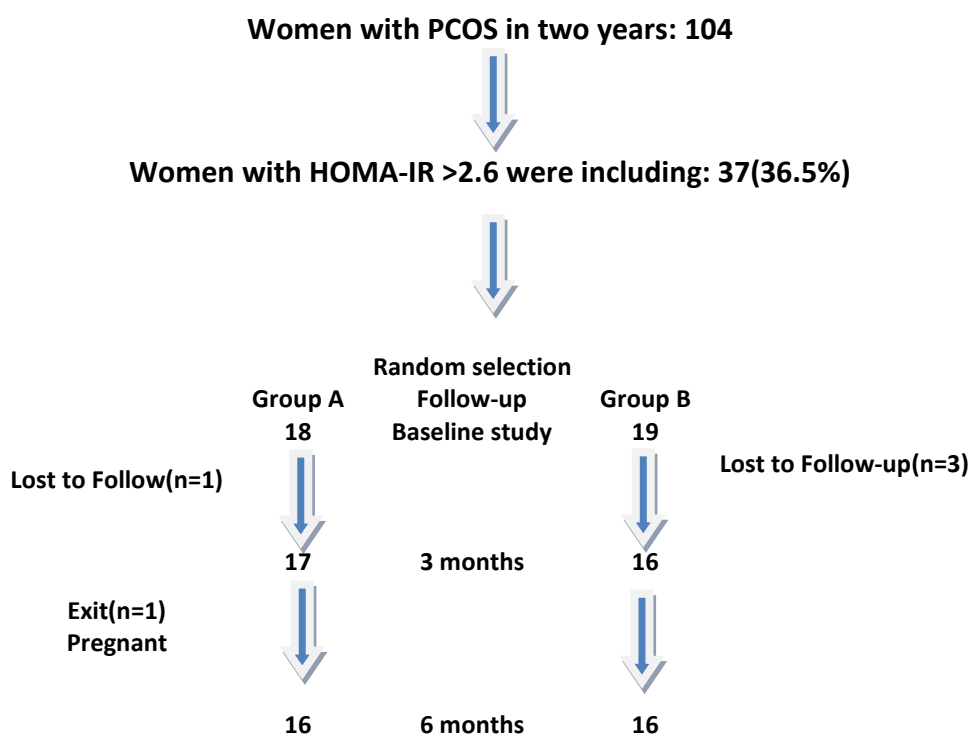 Women with PCOS in two years: 104
Women with HOMA-IR >2.6 were including: 37(36.5%)
Random selection
Group A Follow-up Group B
18 Baseline study 19
Lost to Follow(n=1)
Lost to Follow-up(n=3)
17 3 months 16
Exit(n=1)
Pregnant
16 6 months 16